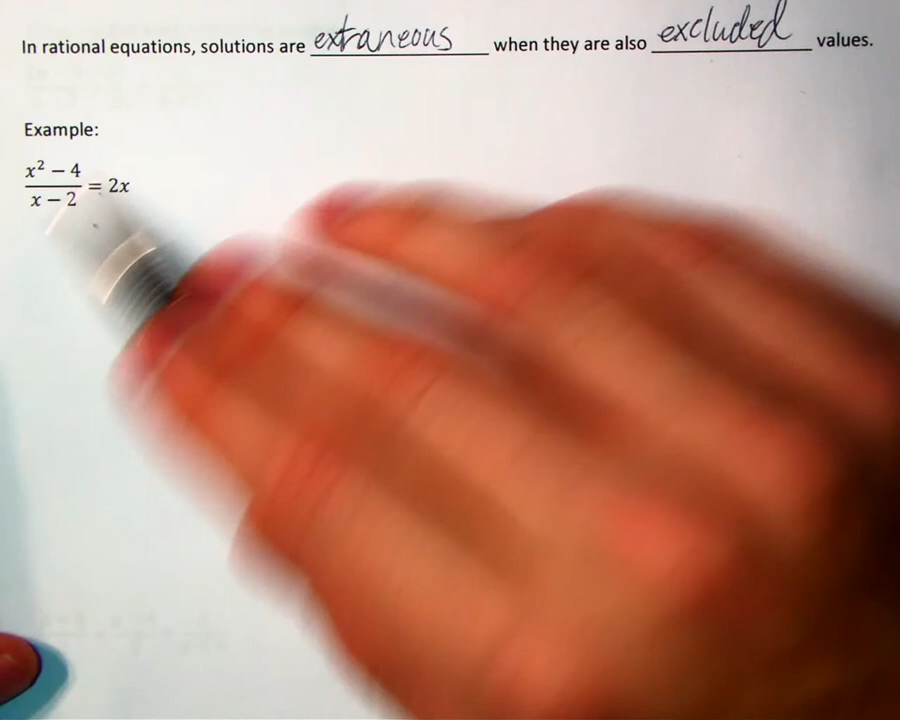 In rational equations, solutions are extraneous when they are also excluded values.
Example:
x² − 4
x − 2 = 2x